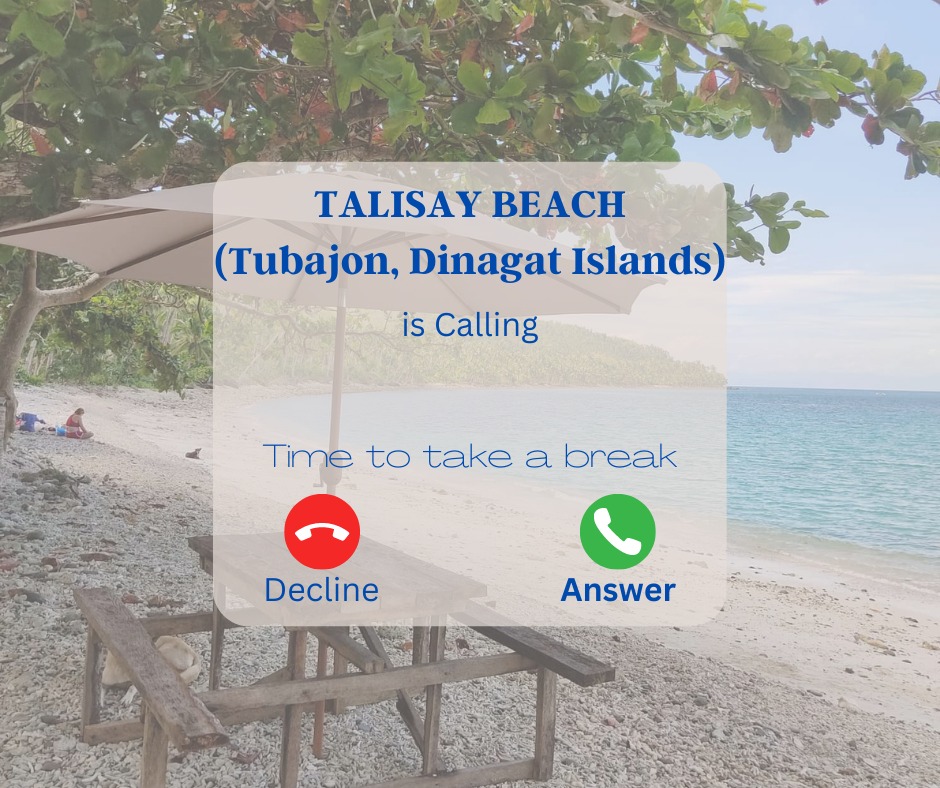 TALISAY BEACH
(Tubajon, Dinagat Islands)
is Calling
Time to take a break
Decline
Answer